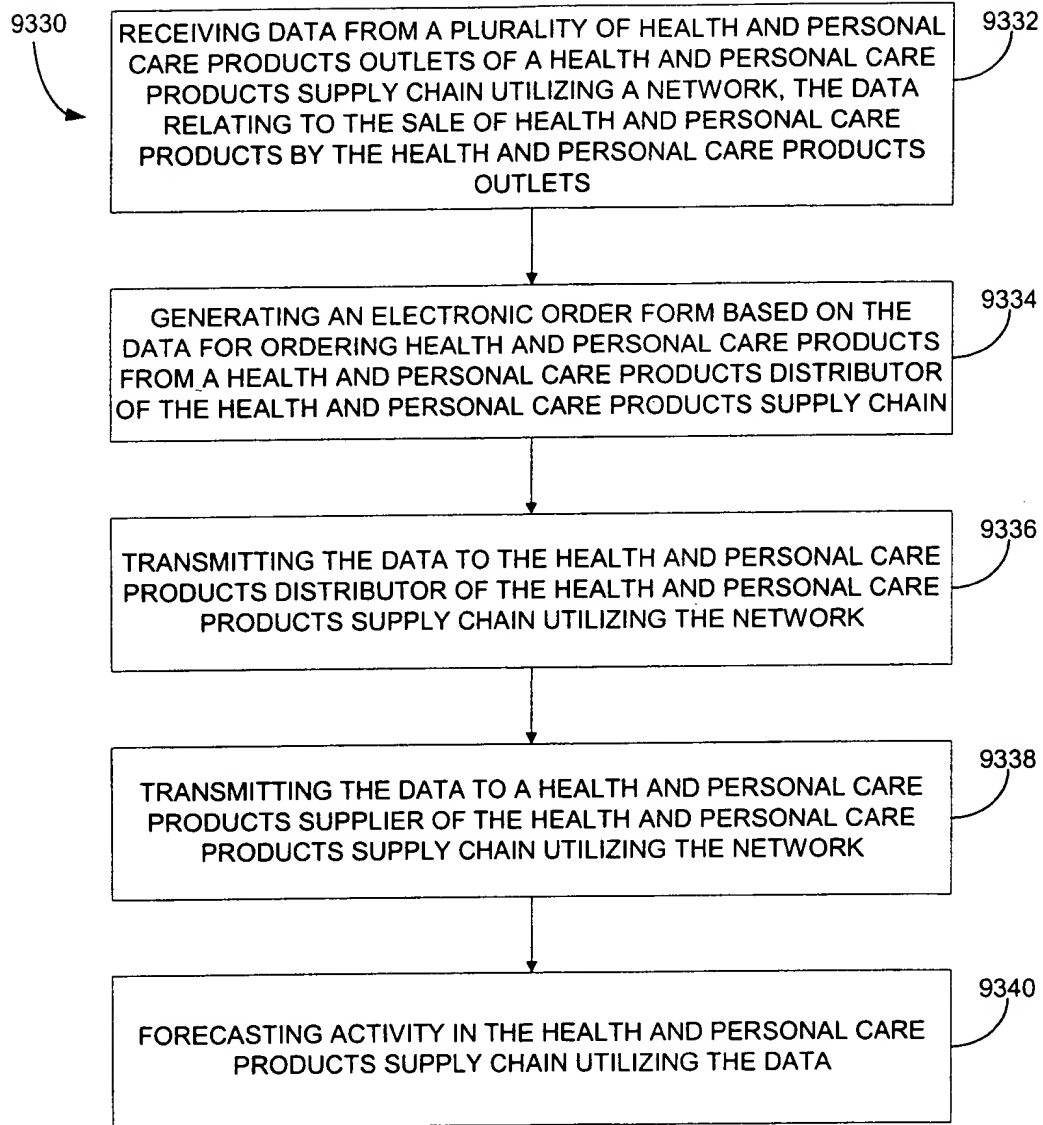 9330
RECEIVING DATA FROM A PLURALITY OF HEALTH AND PERSONAL
CARE PRODUCTS OUTLETS OF A HEALTH AND PERSONAL CARE
PRODUCTS SUPPLY CHAIN UTILIZING A NETWORK, THE DATA
RELATING TO THE SALE OF HEALTH AND PERSONAL CARE
PRODUCTS BY THE HEALTH AND PERSONAL CARE PRODUCTS
OUTLETS
9332
GENERATING AN ELECTRONIC ORDER FORM BASED ON THE
DATA FOR ORDERING HEALTH AND PERSONAL CARE PRODUCTS
FROM A HEALTH AND PERSONAL CARE PRODUCTS DISTRIBUTOR
OF THE HEALTH AND PERSONAL CARE PRODUCTS SUPPLY CHAIN
9334
TRANSMITTING THE DATA TO THE HEALTH AND PERSONAL CARE
PRODUCTS DISTRIBUTOR OF THE HEALTH AND PERSONAL CARE
PRODUCTS SUPPLY CHAIN UTILIZING THE NETWORK
9336
TRANSMITTING THE DATA TO A HEALTH AND PERSONAL CARE
PRODUCTS SUPPLIER OF THE HEALTH AND PERSONAL CARE
PRODUCTS SUPPLY CHAIN UTILIZING THE NETWORK
9338
FORECASTING ACTIVITY IN THE HEALTH AND PERSONAL CARE
PRODUCTS SUPPLY CHAIN UTILIZING THE DATA
9340